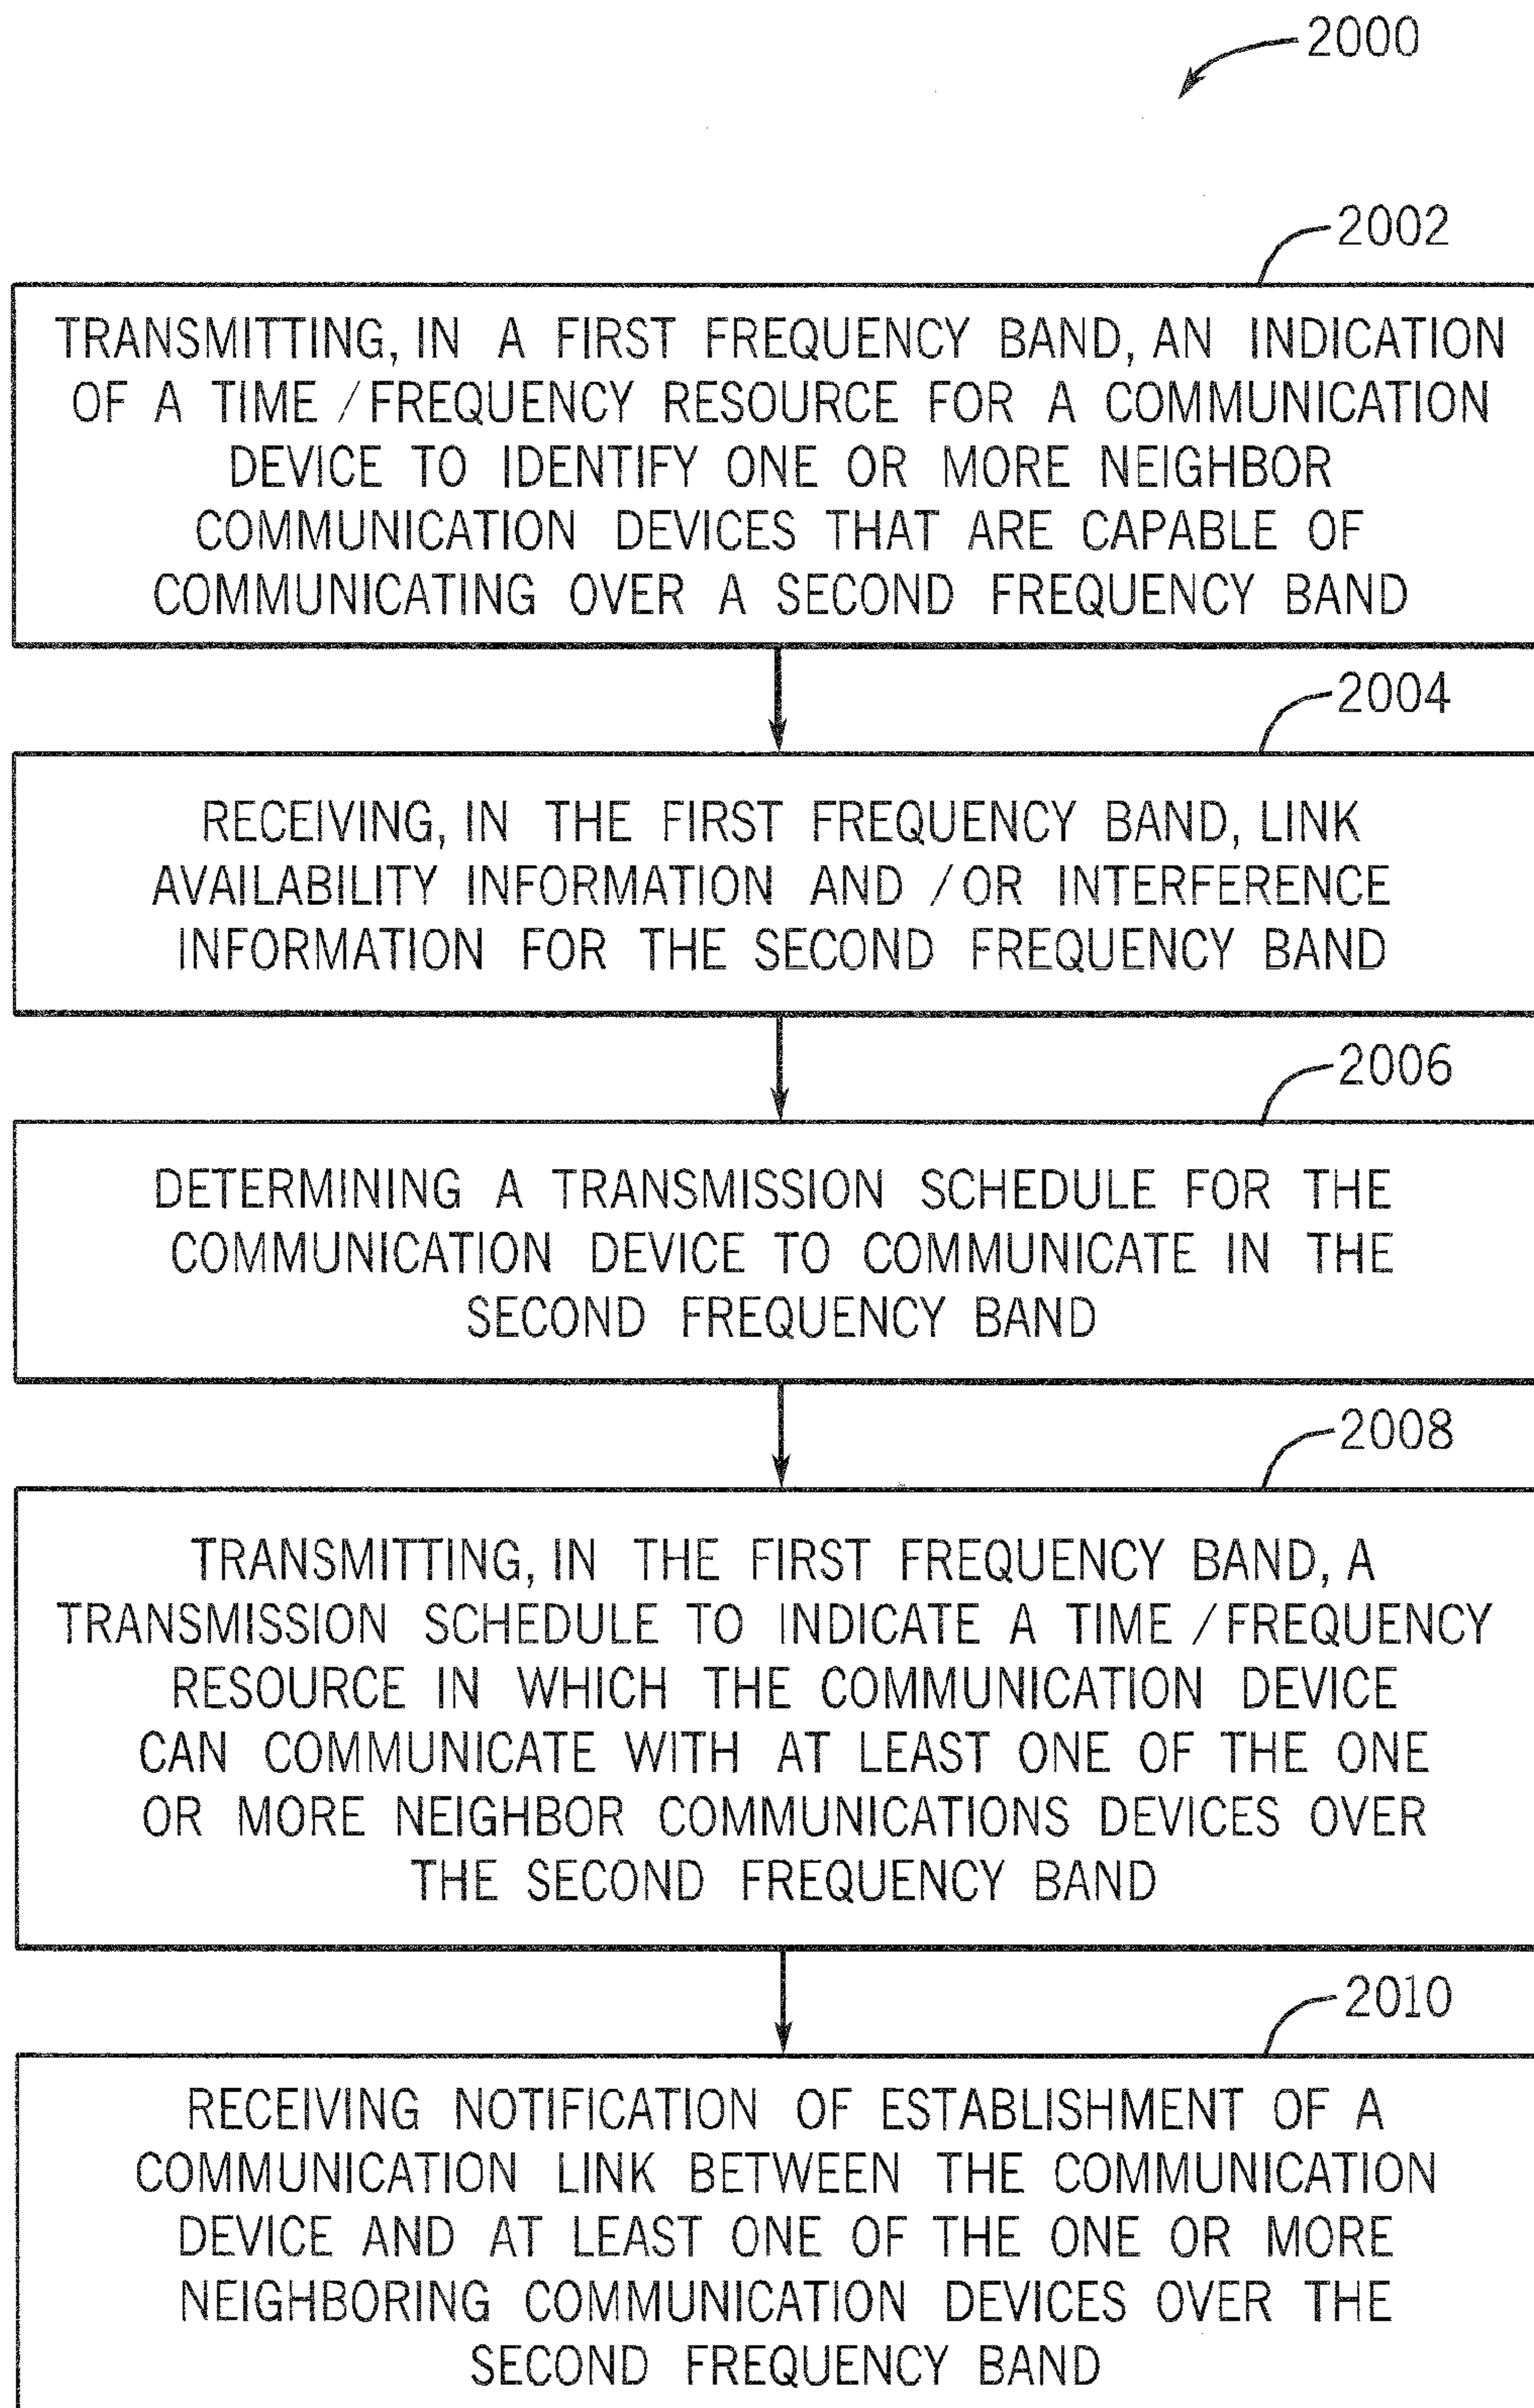 2000
2002
TRANSMITTING, IN A FIRST FREQUENCY BAND, AN INDICATION
OF A TIME / FREQUENCY RESOURCE FOR A COMMUNICATION
DEVICE TO IDENTIFY ONE OR MORE NEIGHBOR
COMMUNICATION DEVICES THAT ARE CAPABLE OF
COMMUNICATING OVER A SECOND FREQUENCY BAND
2004
RECEIVING, IN THE FIRST FREQUENCY BAND, LINK
AVAILABILITY INFORMATION AND / OR INTERFERENCE
INFORMATION FOR THE SECOND FREQUENCY BAND
2006
DETERMINING A TRANSMISSION SCHEDULE FOR THE
COMMUNICATION DEVICE TO COMMUNICATE IN THE
SECOND FREQUENCY BAND
2008
TRANSMITTING, IN THE FIRST FREQUENCY BAND, A
TRANSMISSION SCHEDULE TO INDICATE A TIME / FREQUENCY
RESOURCE IN WHICH THE COMMUNICATION DEVICE
CAN COMMUNICATE WITH AT LEAST ONE OF THE ONE
OR MORE NEIGHBOR COMMUNICATIONS DEVICES OVER
THE SECOND FREQUENCY BAND
2010
RECEIVING NOTIFICATION OF ESTABLISHMENT OF A
COMMUNICATION LINK BETWEEN THE COMMUNICATION
DEVICE AND AT LEAST ONE OF THE ONE OR MORE
NEIGHBORING COMMUNICATION DEVICES OVER THE
SECOND FREQUENCY BAND